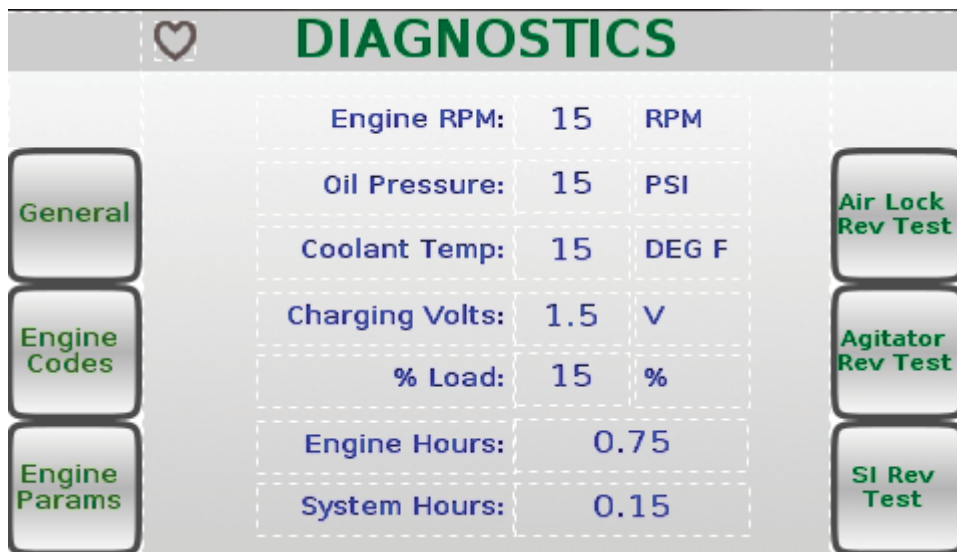 DIAGNOSTICS
Engine RPM: 15 RPM
Oil Pressure: 15 PSI
Coolant Temp: 15 DEG F
Charging Volts: 1.5 V
% Load: 15 %
Engine Hours: 0.75
System Hours: 0.15
General
Engine
Codes
Engine
Params
Air Lock
Rev Test
Agitator
Rev Test
SI Rev
Test